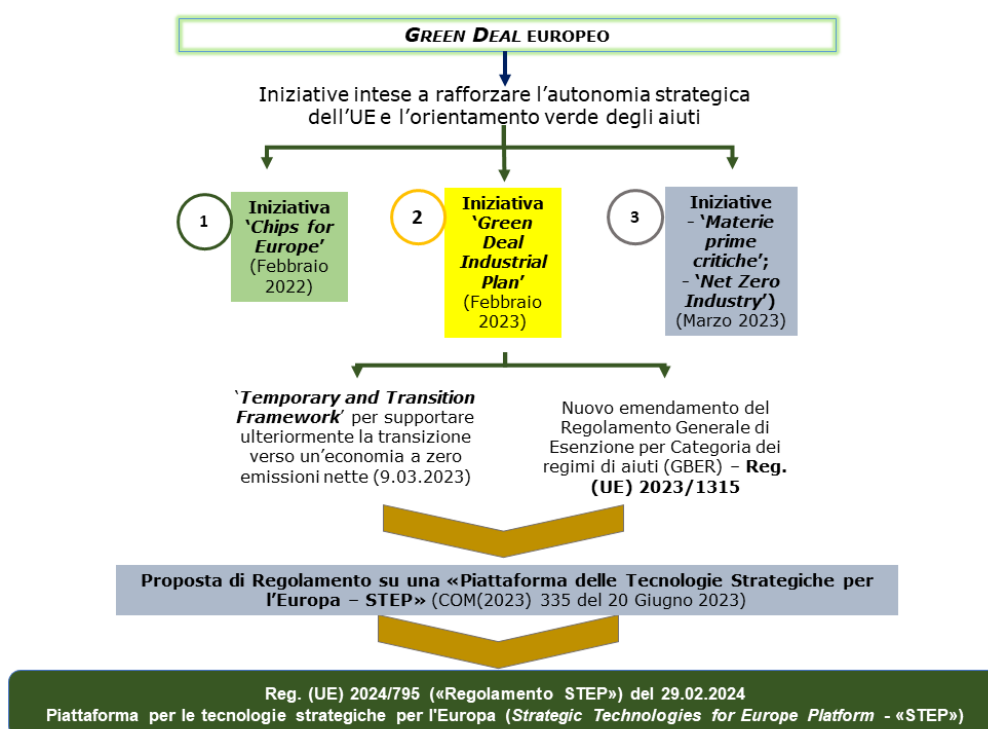 GREEN DEAL EUROPEO
Iniziative intese a rafforzare l’autonomia strategica
dell’UE e l’orientamento verde degli aiuti
1
Iniziativa
‘Chips for
Europe’
(Febbraio
2022)
2
Iniziativa
‘Green
Deal
Industrial
Plan’
(Febbraio
2023)
3
Iniziative
- ‘Materie
prime
critiche’;
- ‘Net Zero
Industry’)
(Marzo 2023)
‘Temporary and Transition
Framework’ per supportare
ulteriormente la transizione
verso un’economia a zero
emissioni nette (9.03.2023)
Nuovo emendamento del
Regolamento Generale di
Esenzione per Categoria dei
regimi di aiuti (GBER) – Reg.
(UE) 2023/1315
Proposta di Regolamento su una «Piattaforma delle Tecnologie Strategiche per
l’Europa – STEP» (COM(2023) 335 del 20 Giugno 2023)
Reg. (UE) 2024/795 («Regolamento STEP») del 29.02.2024
Piattaforma per le tecnologie strategiche per l'Europa (Strategic Technologies for Europe Platform - «STEP»)